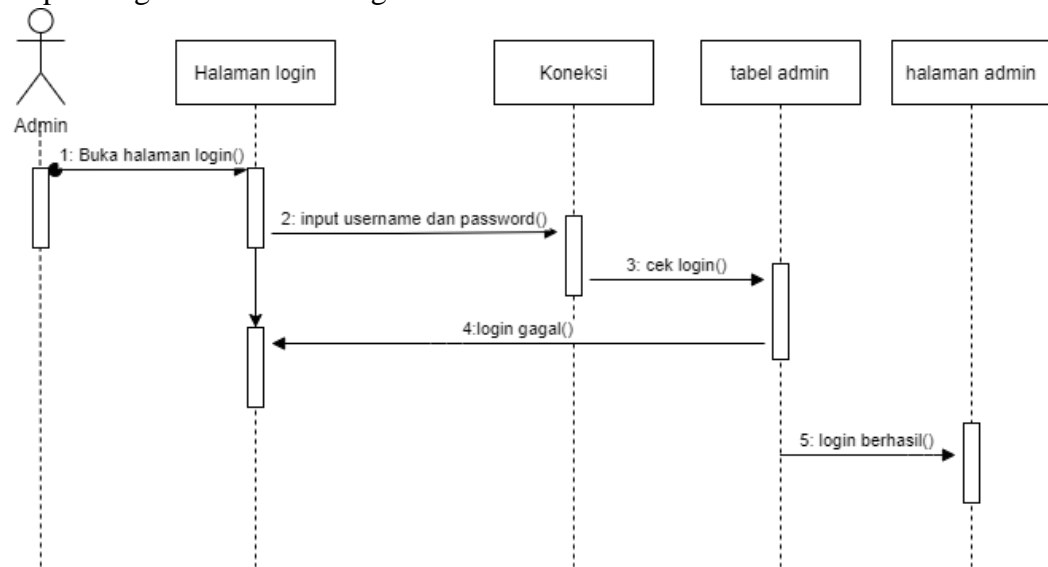 Halaman login
Koneksi
tabel admin
halaman admin
Admin
1: Buka halaman login()
2: input username dan password()
3: cek login()
4:login gagal()
5: login berhasil()